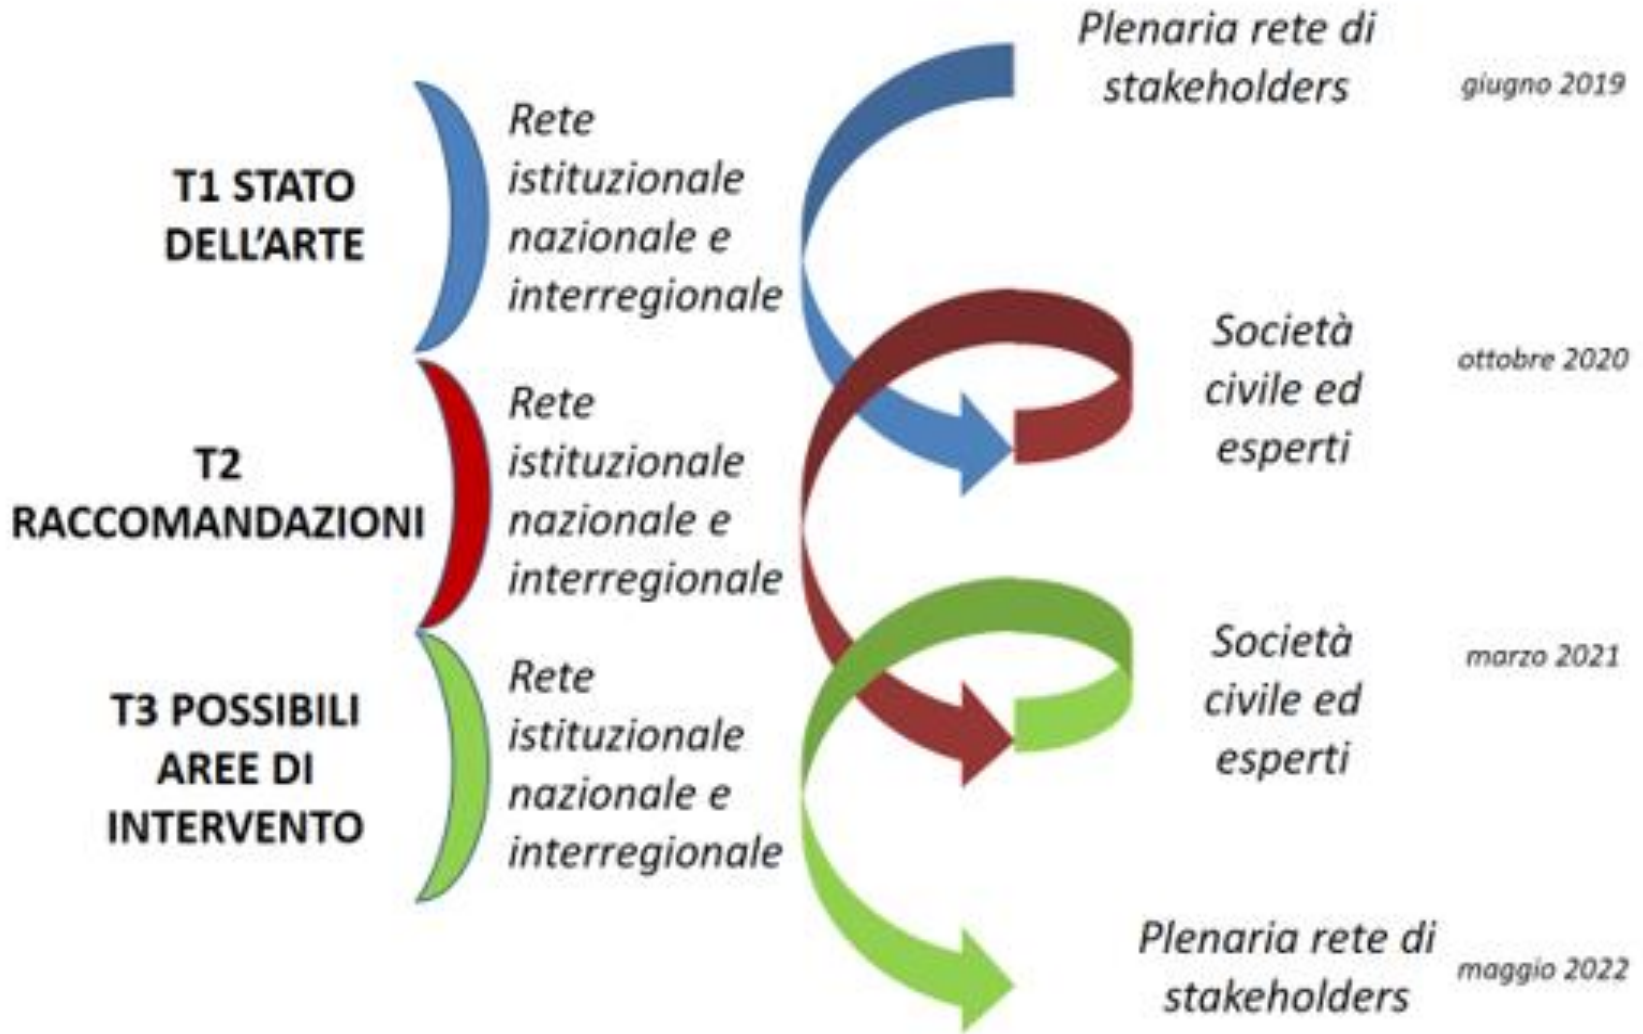 Plenaria rete di
stakeholders
giugno 2019
T1 STATO
DELL'ARTE
Rete
istituzionale
nazionale e
interregionale
Società
civile ed
esperti
ottobre 2020
T2
RACCOMANDAZIONI
Rete
istituzionale
nazionale e
interregionale
Società
civile ed
esperti
marzo 2021
T3 POSSIBILI
AREE DI
INTERVENTO
Rete
istituzionale
nazionale e
interregionale
Plenaria rete di
stakeholders
maggio 2022